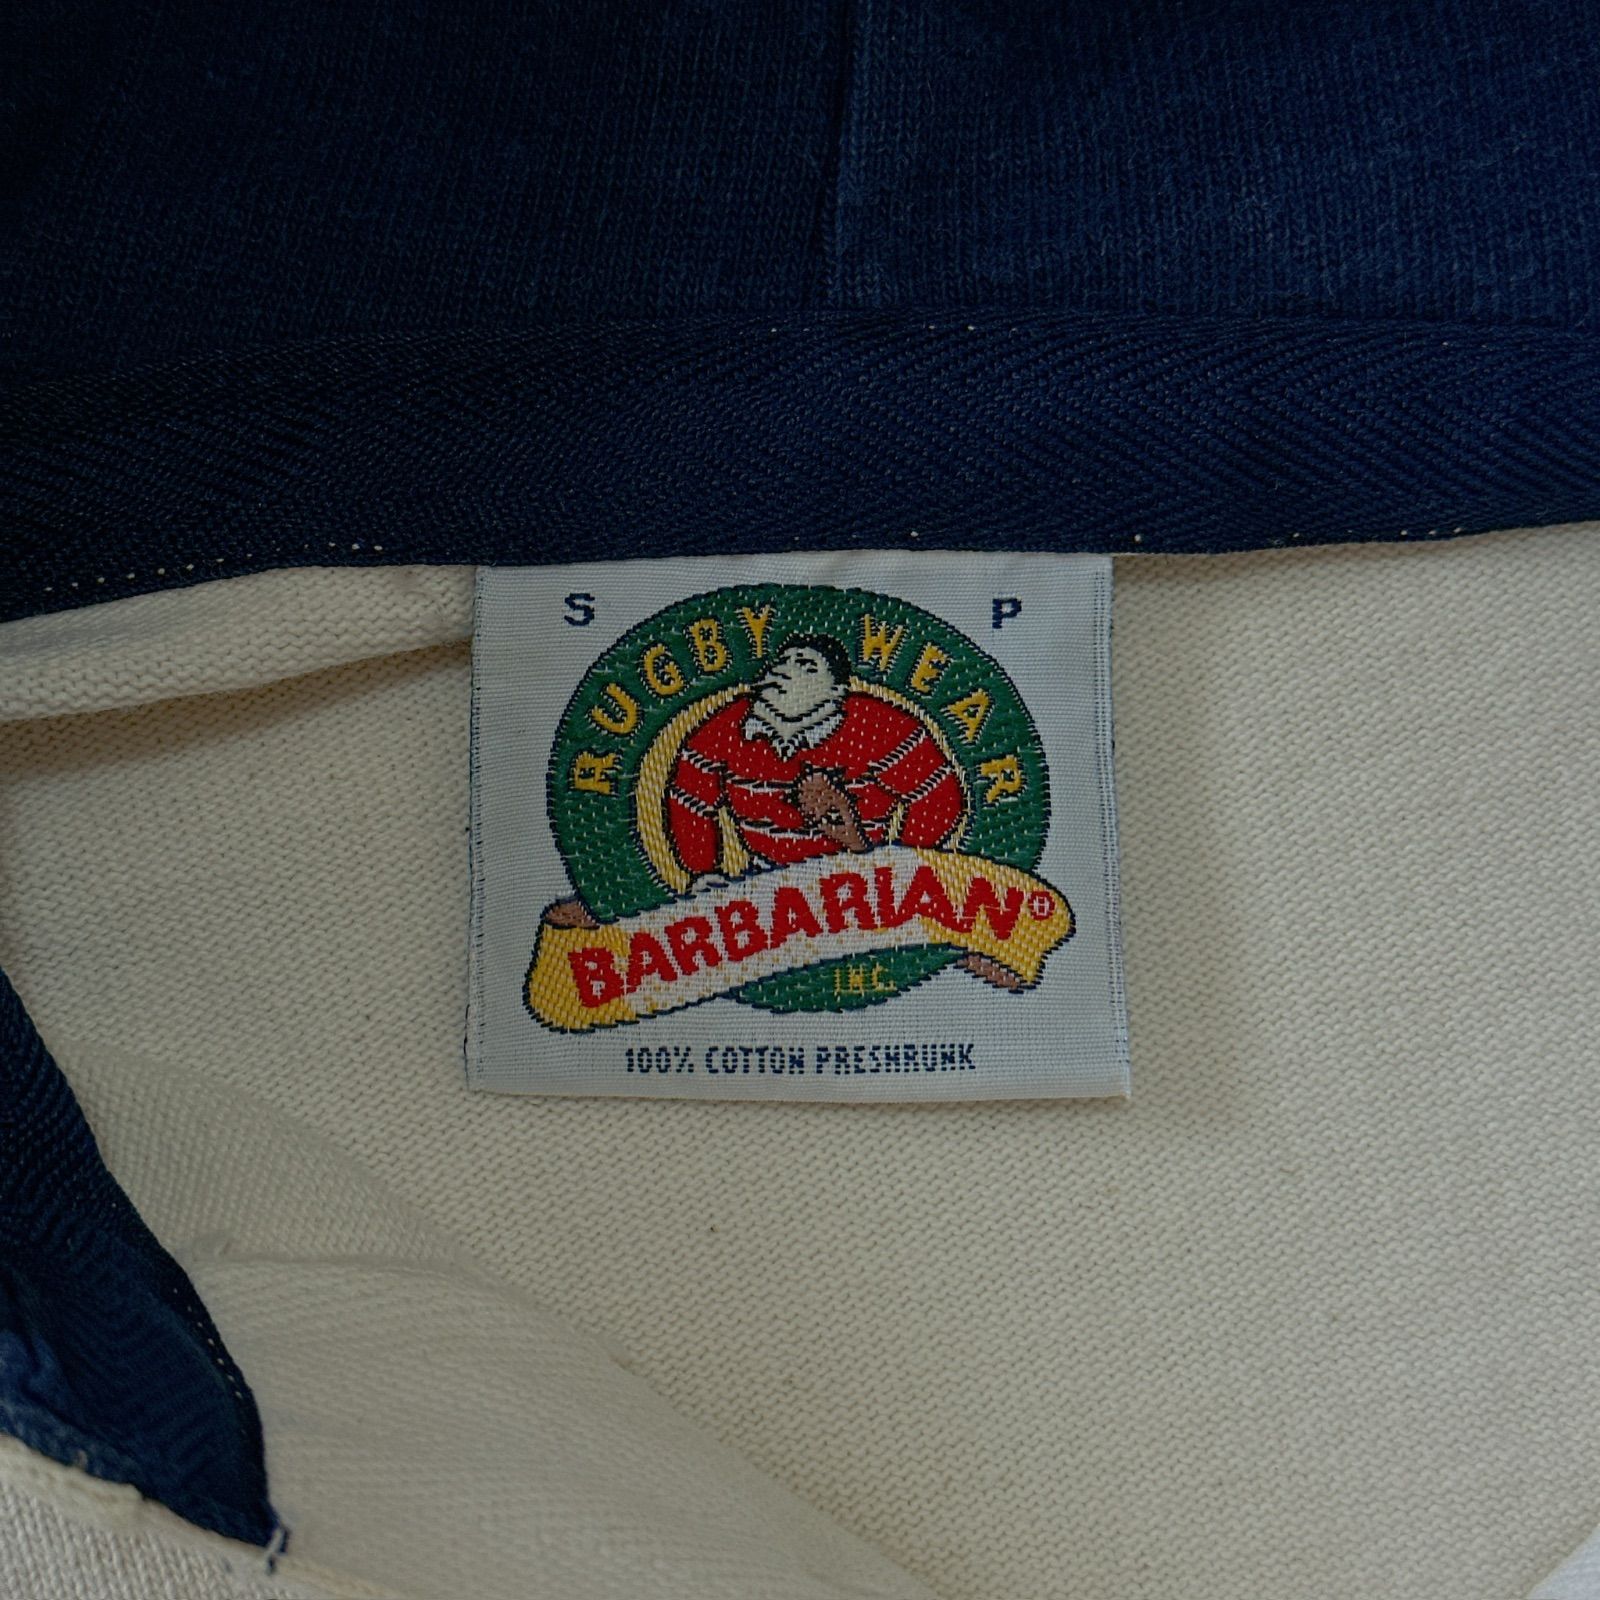 S P
RUGBY WEAR
BARBARIAN®
INC.
100% COTTON PRESHRUNK